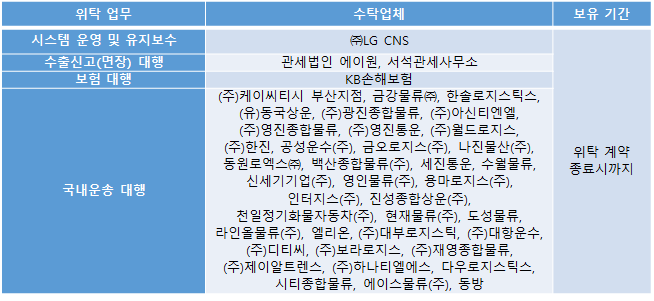 위탁 업무 수탁업체 보유 기간
시스템 운영 및 유지보수 ㈜LG CNS
수출신고(면장) 대행 관세법인 에이원, 서석관세사무소
보험 대행 KB손해보험
(주)케이씨티시 부산지점, 금강물류㈜, 한솔로지스틱스,
(유)동국상운, (주)광진종합물류, (주)아신티엔엘,
(주)영진종합물류, (주)영진통운, (주)월드로지스,
(주)한진, 공성운수(주), 금오로지스(주), 나진물산(주),
동원로엑스㈜, 백산종합물류(주), 세진통운, 수월물류,
신세기기업(주), 영인물류(주), 용마로지스(주),
인터지스(주), 진성종합상운(주),
천일정기화물자동차(주), 현재물류(주), 도성물류,
라인올물류(주), 엘리온, (주)대부로지스틱, (주)대항운수,
(주)디티씨, (주)보라로지스, (주)재영종합물류,
(주)제이알트렌스, (주)하나티엘에스, 다우로지스틱스,
시티종합물류, 에이스물류(주), 동방
국내운송 대행
위탁 계약
종료시까지